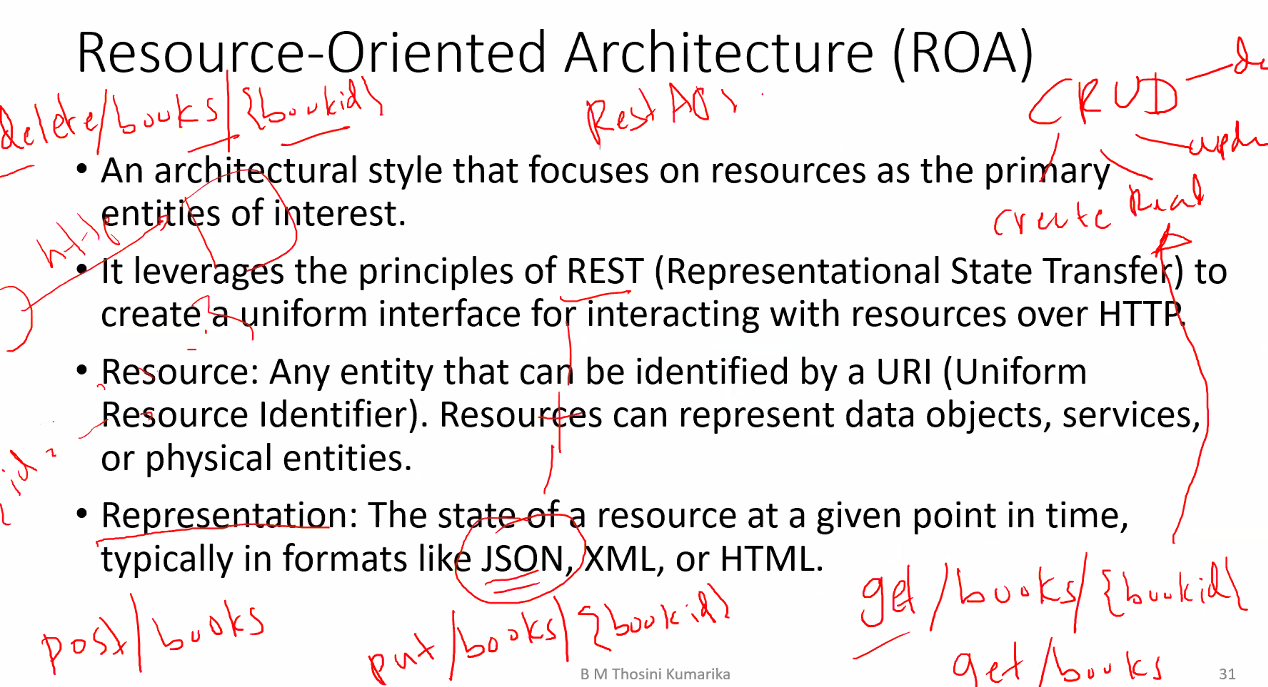 Resource-Oriented Architecture (ROA)
delete/books/{bookid}
CRUD
• An architectural style that focuses on resources as the primary
entities of interest.
create Read
http
• It leverages the principles of REST (Representational State Transfer) to
create a uniform interface for interacting with resources over HTTP.
• Resource: Any entity that can be identified by a URI (Uniform
Resource Identifier). Resources can represent data objects, services,
or physical entities.
id
• Representation: The state of a resource at a given point in time,
typically in formats like JSON, XML, or HTML.
get/books/{bookid}
post/books
put/books/{bookid}
get/books
B M Thosini Kumarika
31